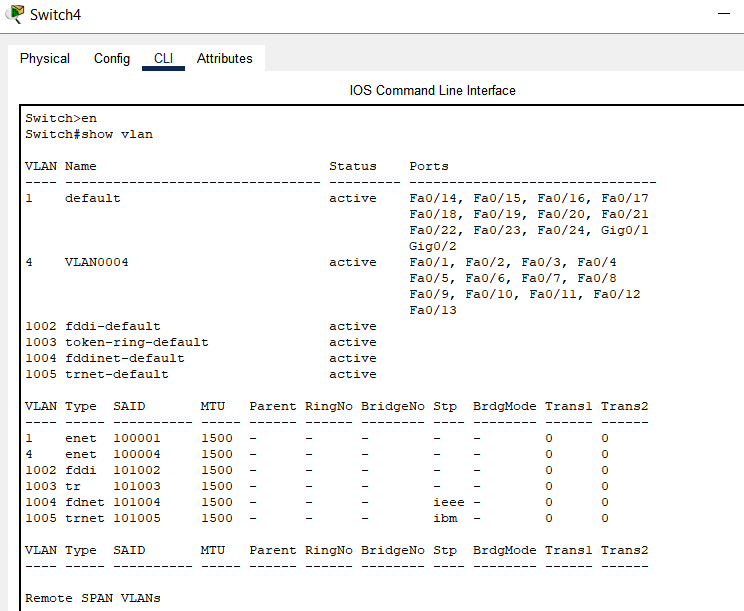 Switch4
Physical Config CLI Attributes
IOS Command Line Interface
Switch>en
Switch#show vlan
VLAN Name                             Status    Ports
---- -------------------------------- --------- -------------------------------
1    default                          active    Fa0/14, Fa0/15, Fa0/16, Fa0/17
                                                Fa0/18, Fa0/19, Fa0/20, Fa0/21
                                                Fa0/22, Fa0/23, Fa0/24, Gig0/1
                                                Gig0/2
4    VLAN0004                         active    Fa0/1, Fa0/2, Fa0/3, Fa0/4
                                                Fa0/5, Fa0/6, Fa0/7, Fa0/8
                                                Fa0/9, Fa0/10, Fa0/11, Fa0/12
                                                Fa0/13
1002 fddi-default                     active
1003 token-ring-default               active
1004 fddinet-default                  active
1005 trnet-default                    active
VLAN Type  SAID       MTU   Parent RingNo BridgeNo Stp  BrdgMode Trans1 Trans2
---- ----- ---------- ----- ------ ------ -------- ---- -------- ------ ------
1    enet  100001     1500  -      -      -        -    -        0      0
4    enet  100004     1500  -      -      -        -    -        0      0
1002 fddi  101002     1500  -      -      -        -    -        0      0
1003 tr    101003     1500  -      -      -        -    -        0      0
1004 fdnet 101004     1500  -      -      -        ieee -        0      0
1005 trnet 101005     1500  -      -      -        ibm  -        0      0
VLAN Type  SAID       MTU   Parent RingNo BridgeNo Stp  BrdgMode Trans1 Trans2
---- ----- ---------- ----- ------ ------ -------- ---- -------- ------ ------
Remote SPAN VLANs